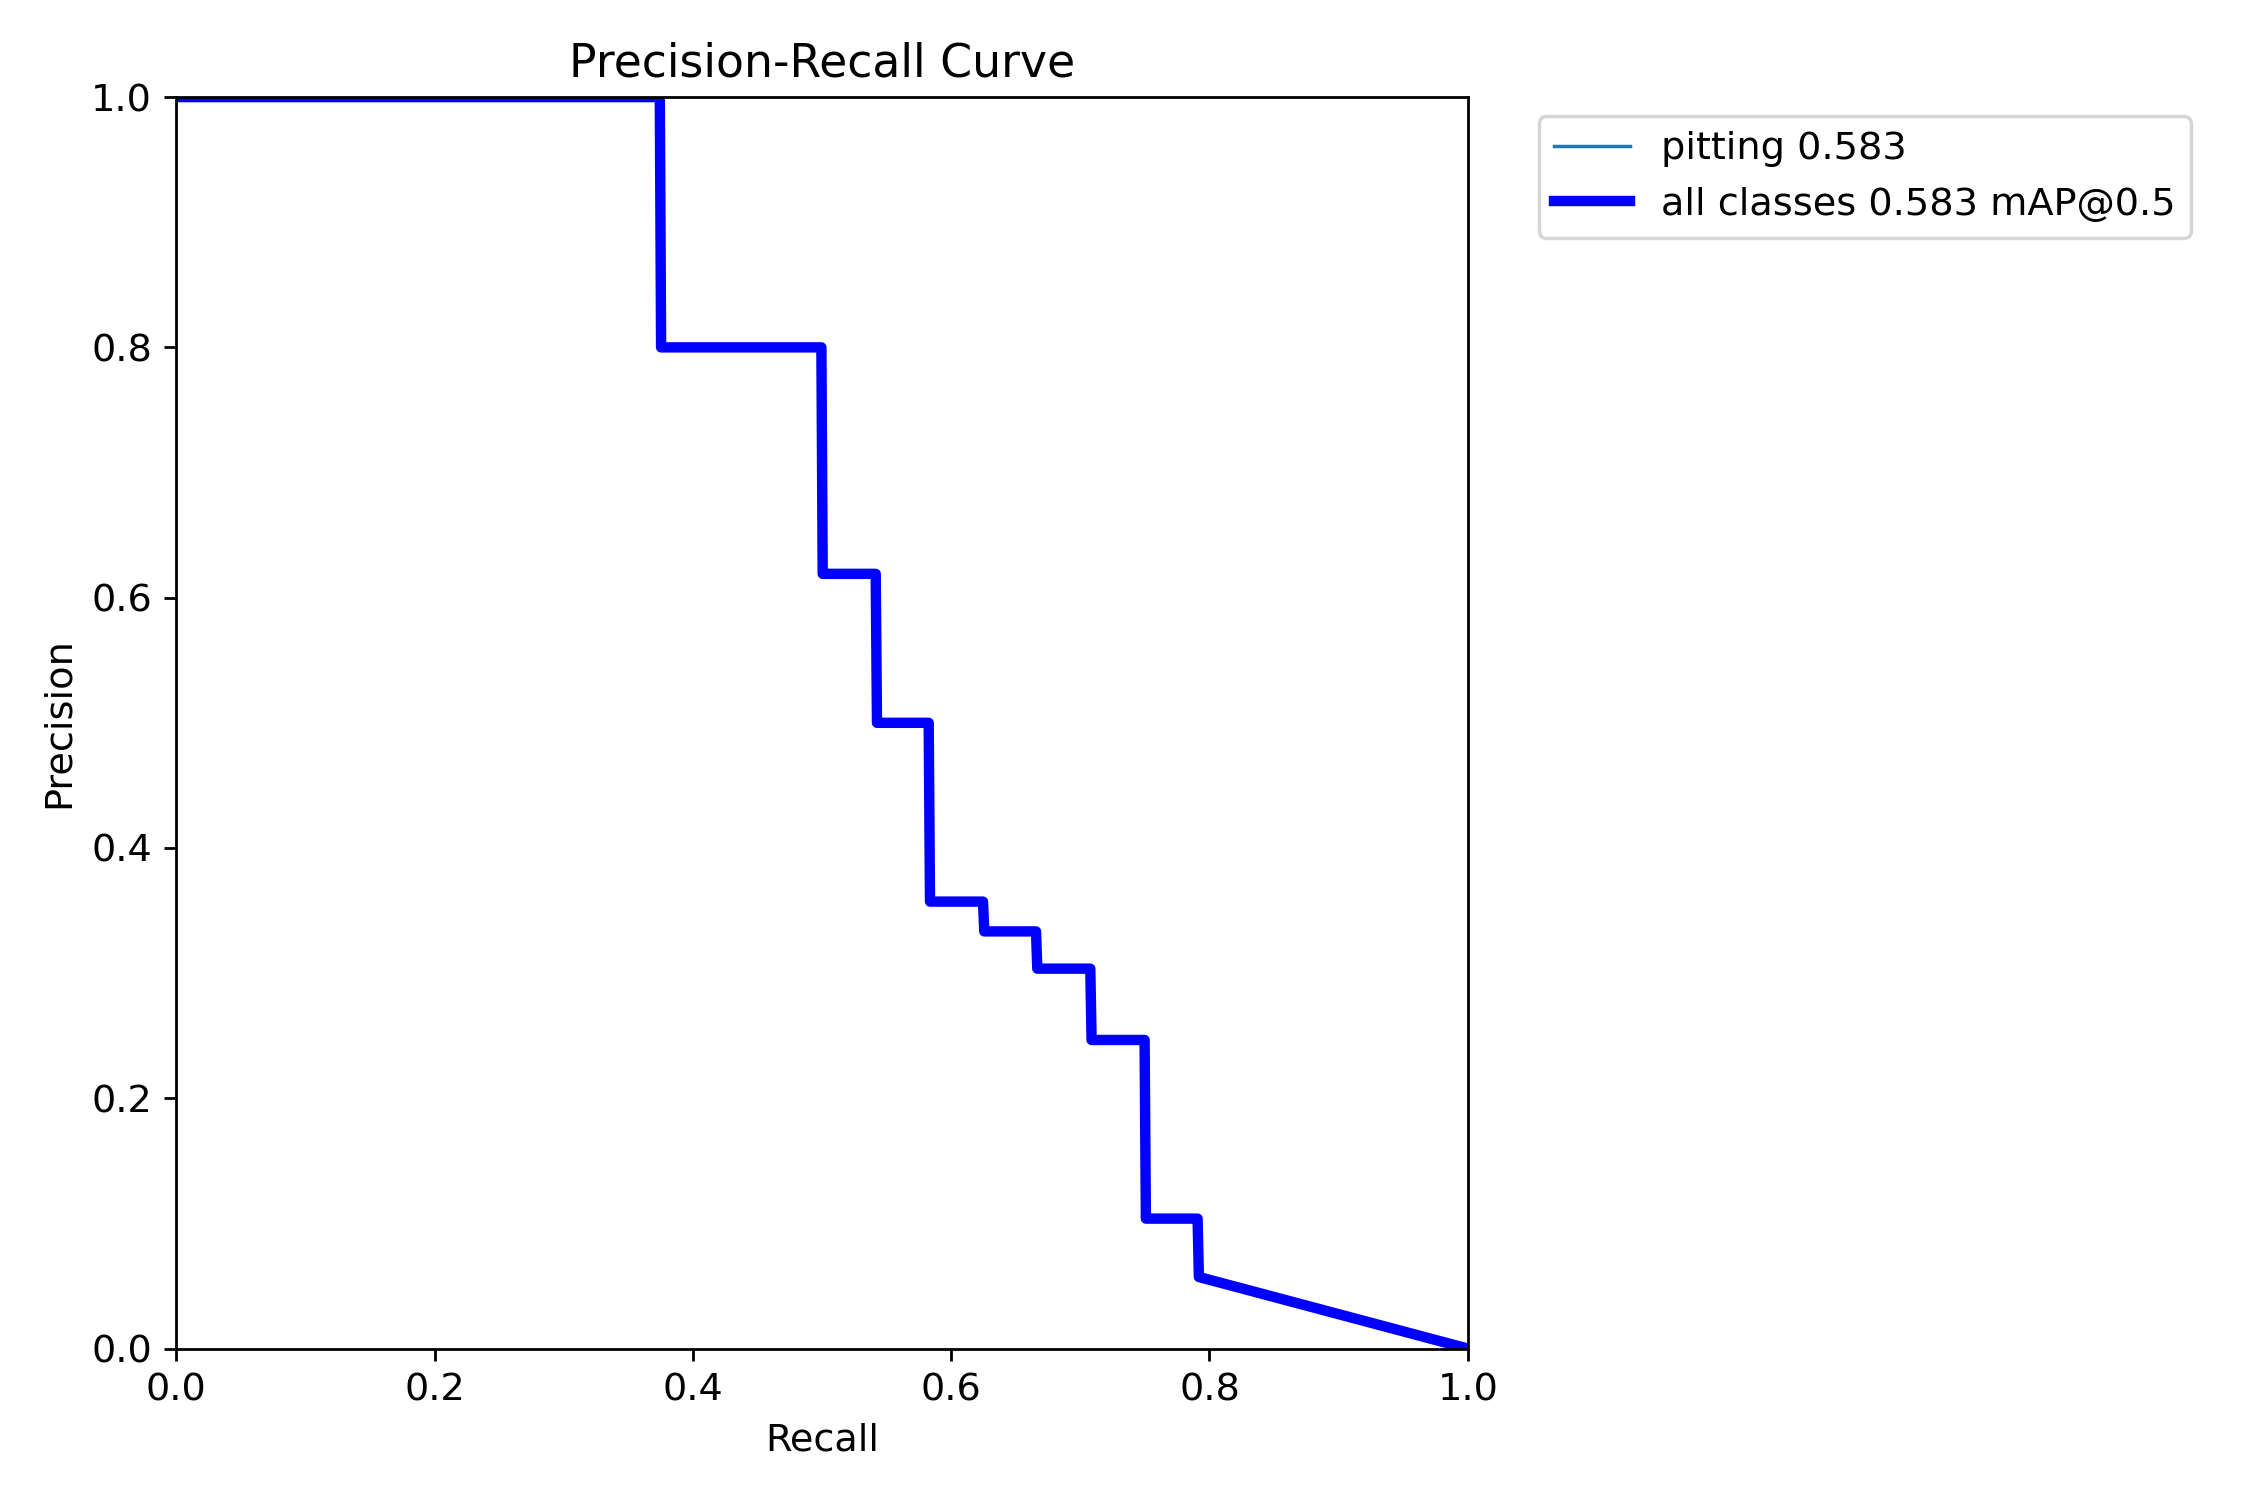 Precision-Recall Curve
pitting 0.583
all classes 0.583 mAP@0.5
Precision
1.0
0.8
0.6
0.4
0.2
0.0
0.0 0.2 0.4 0.6 0.8 1.0
Recall